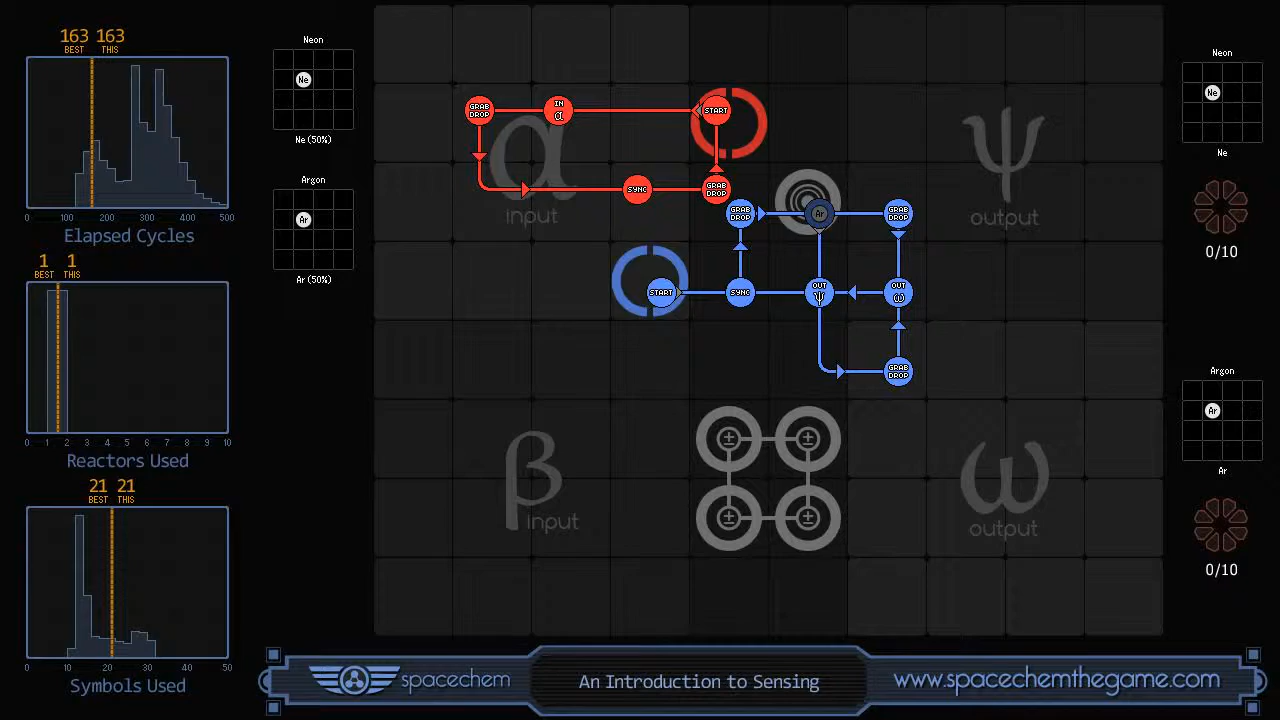 163 163
BEST THIS
0 100 200 300 400 500
Elapsed Cycles
1 1
BEST THIS
0 1 2 3 4 5 6 7 8 9 10
Reactors Used
21 21
BEST THIS
0 10 20 30 40 50
Symbols Used
Neon
Ne
Ne (50%)
Argon
Ar
Ar (50%)
α
input
β
input
ψ
output
ω
output
GRAB DROP
IN α
START
SYNC
GRAB DROP
GRAB DROP
Ar
GRAB DROP
START
SYNC
OUT ψ
OUT ω
GRAB DROP
± ±
± ±
Neon
Ne
Ne
0/10
Argon
Ar
Ar
0/10
spacechem
An Introduction to Sensing
www.spacechemthegame.com